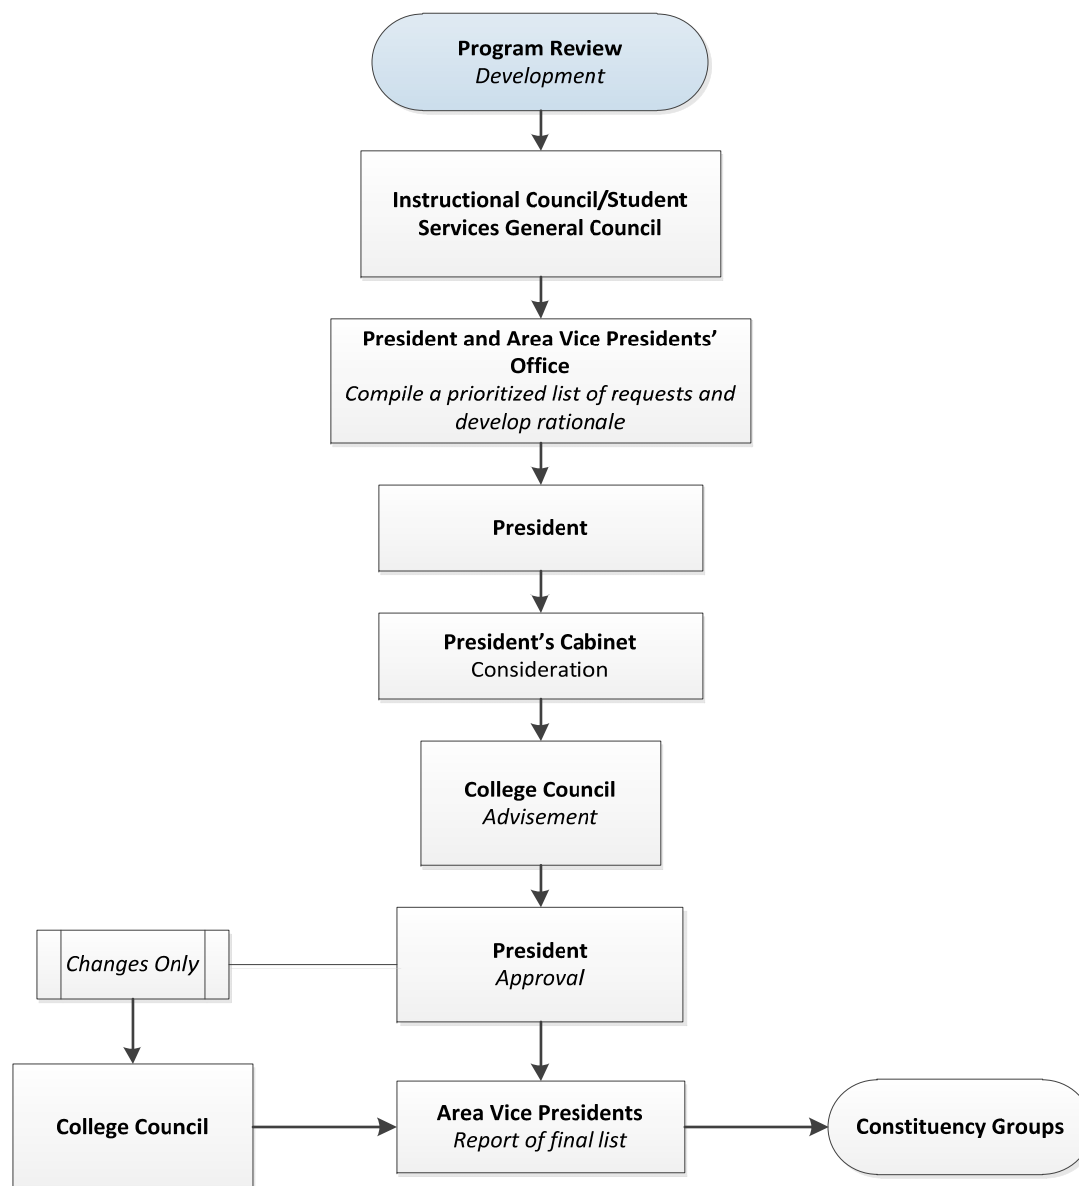 Program Review
Development
Instructional Council/Student
Services General Council
President and Area Vice Presidents’
Office
Compile a prioritized list of requests and
develop rationale
President
President’s Cabinet
Consideration
College Council
Advisement
President
Approval
Changes Only
College Council
Area Vice Presidents
Report of final list
Constituency Groups